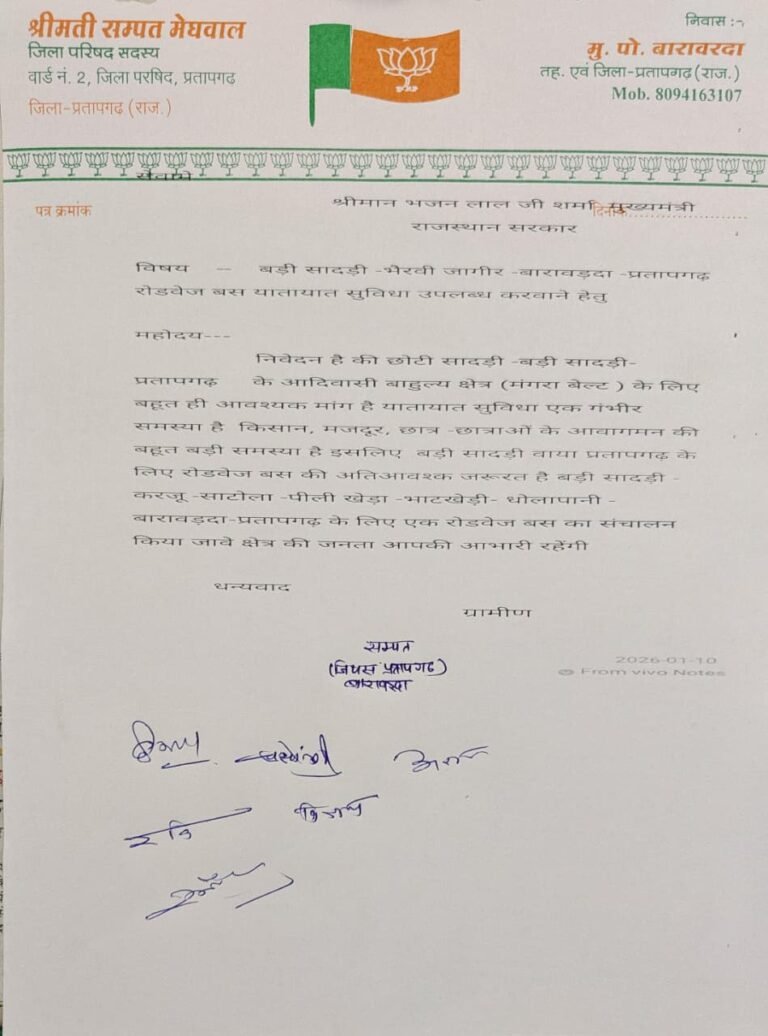 श्रीमती सम्पत मेघवाल
जिला परिषद सदस्य
वार्ड नं. 2, जिला परषिद, प्रतापगढ
जिला-प्रतापगढ (राज.)
निवास :-
मु. पो. बारावरदा
तह. एवं जिला-प्रतापगढ़ (राज.)
Mob. 8094163107
सेवामे
पत्र क्रमांक
दिनांक
श्रीमान भजन लाल जी शर्मा मुख्यमंत्री
राजस्थान सरकार
विषय – बड़ी सादड़ी -भैरवी जागीर -बारावड़दा -प्रतापगढ़
रोडवेज बस यातायात सुविधा उपलब्ध करवाने हेतु
महोदय---
निवेदन है की छोटी सादड़ी -बड़ी सादड़ी-
प्रतापगढ़ के आदिवासी बाहुल्य क्षेत्र (मंगरा बेल्ट ) के लिए
बहुत ही आवश्यक मांग है यातायात सुविधा एक गंभीर
समस्या है किसान, मजदूर, छात्र -छात्राओं के आवागमन की
बहुत बड़ी समस्या है इसलिए बड़ी सादड़ी वाया प्रतापगढ़ के
लिए रोडवेज बस की अतिआवश्क जरूरत है बड़ी सादड़ी -
करजू -साटोला -पीली खेड़ा -भाटखेड़ी- धोलापानी -
बारावड़दा-प्रतापगढ़ के लिए एक रोडवेज बस का संचालन
किया जावे क्षेत्र की जनता आपकी आभारी रहेंगी
धन्यवाद
ग्रामीण
सम्पत
(जिपस प्रतापगढ)
बारावरदा
2026-01-10
From vivo Notes
रवि